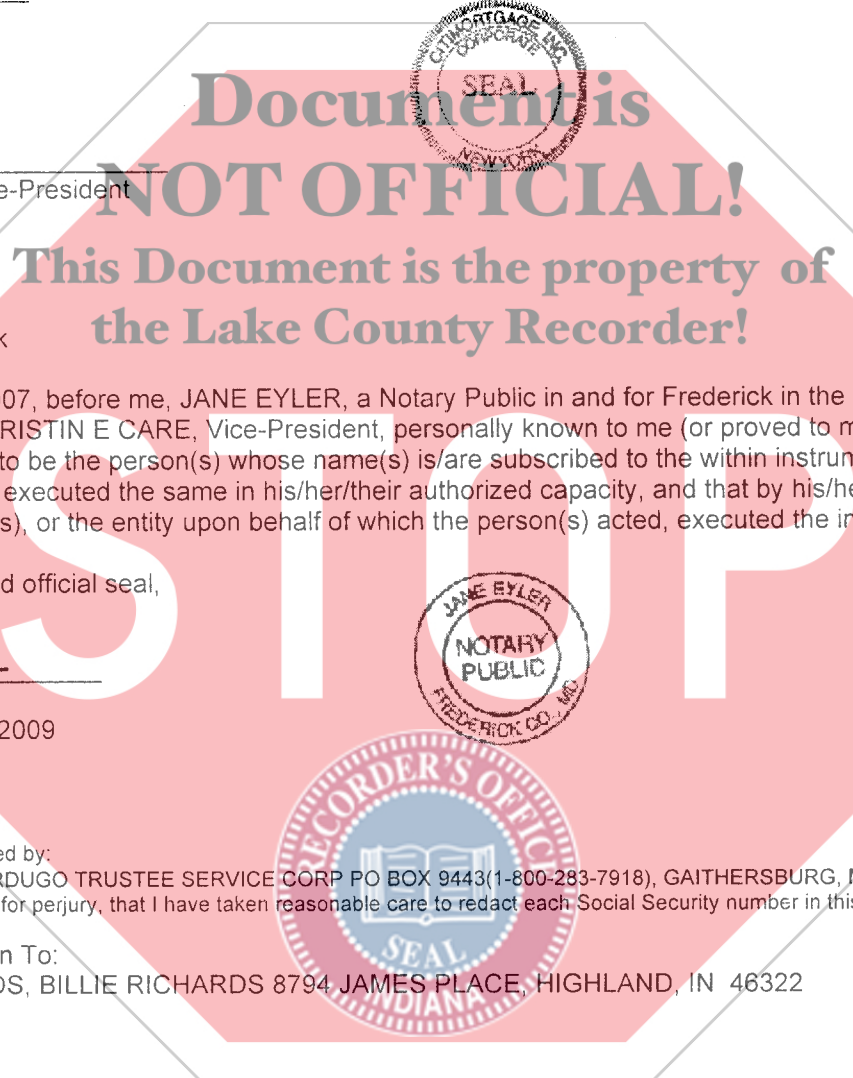 CITIMORTGAGE, INC.
CORPORATE
SEAL
NEW YORK
Document is
NOT OFFICIAL!
e-President
This Document is the property of
the Lake County Recorder!
k
07, before me, JANE EYLER, a Notary Public in and for Frederick in the
RISTIN E CARE, Vice-President, personally known to me (or proved to m
to be the person(s) whose name(s) is/are subscribed to the within instrun
executed the same in his/her/their authorized capacity, and that by his/he
s), or the entity upon behalf of which the person(s) acted, executed the in
STOP
d official seal,
JANE EYLER
NOTARY
PUBLIC
FREDERICK CO., MD
2009
RECORDER'S OFFICE
SEAL
INDIANA
ed by:
RDUGO TRUSTEE SERVICE CORP PO BOX 9443(1-800-283-7918), GAITHERSBURG, M
for perjury, that I have taken reasonable care to redact each Social Security number in this
n To:
DS, BILLIE RICHARDS 8794 JAMES PLACE, HIGHLAND, IN 46322